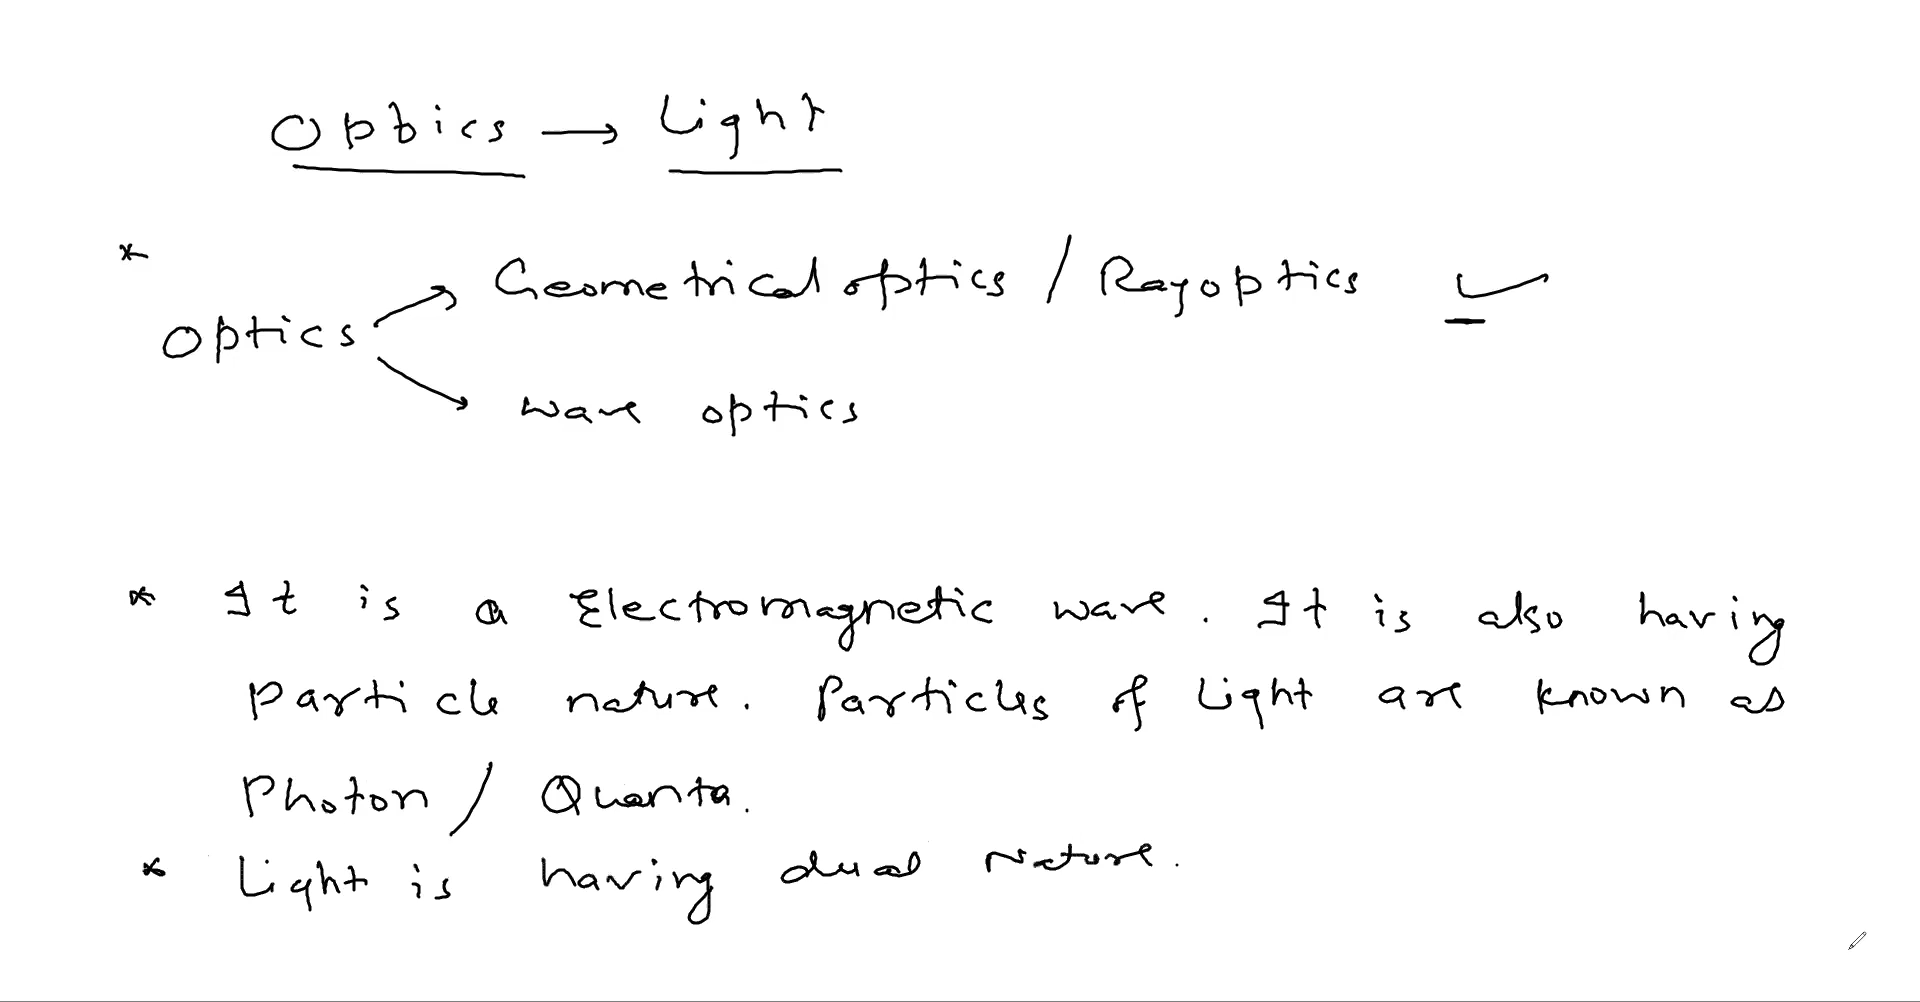 Optics → Light
* Geometrical optics / Ray optics ✓
Optics
wave optics
* It is a Electromagnetic wave. It is also having
particle nature. Particles of Light are known as
Photon / Quanta.
* Light is having dual Nature.